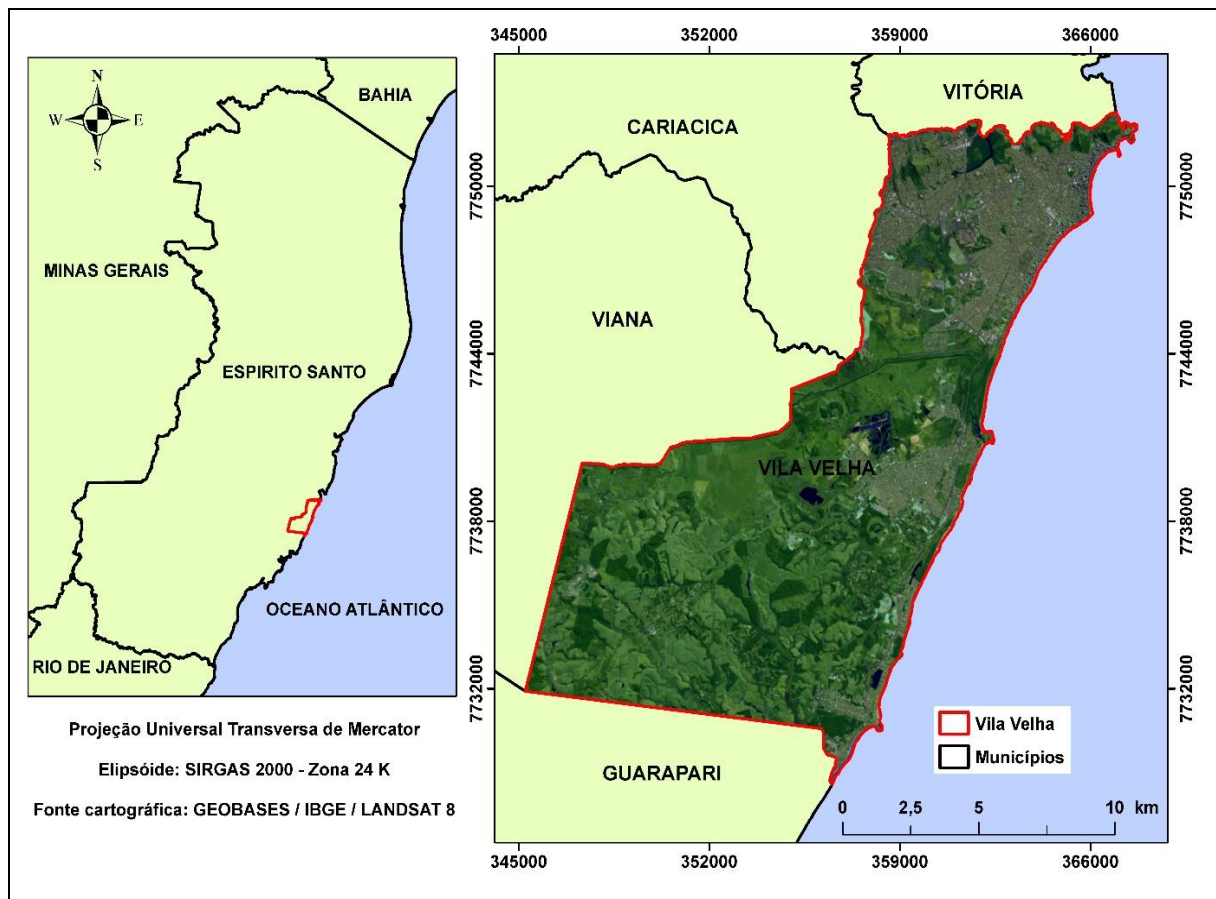 N
W E
S
BAHIA
MINAS GERAIS
ESPIRITO SANTO
OCEANO ATLÂNTICO
RIO DE JANEIRO
Projeção Universal Transversa de Mercator
Elipsóide: SIRGAS 2000 - Zona 24 K
Fonte cartográfica: GEOBASES / IBGE / LANDSAT 8
345000 352000 359000 366000
VITÓRIA
CARIACICA
7750000 7750000
VIANA
7744000 7744000
VILA VELHA
7738000 7738000
7732000 7732000
Vila Velha
Municípios
GUARAPARI
0 2,5 5 10 km
345000 352000 359000 366000